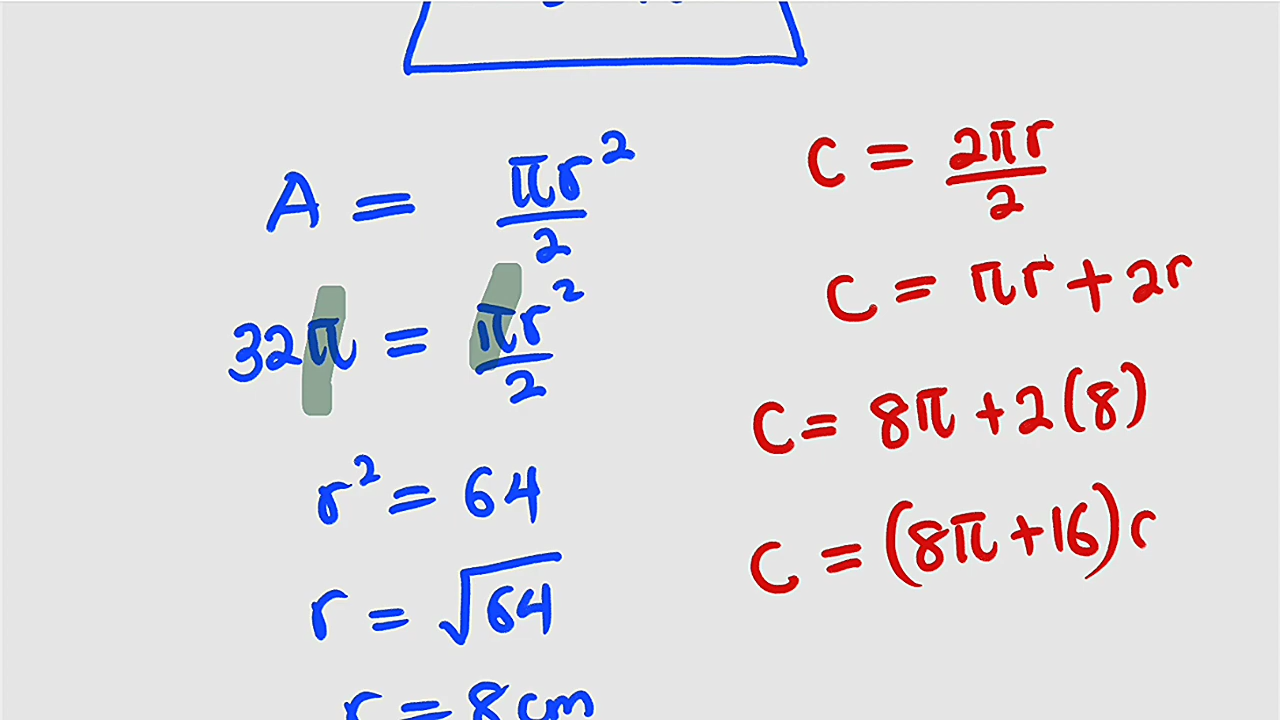 A = πr²/2
32π = πr²/2
r² = 64
r = √64
r = 8cm
C = 2πr/2
C = πr + 2r
C = 8π + 2(8)
C = (8π + 16) c